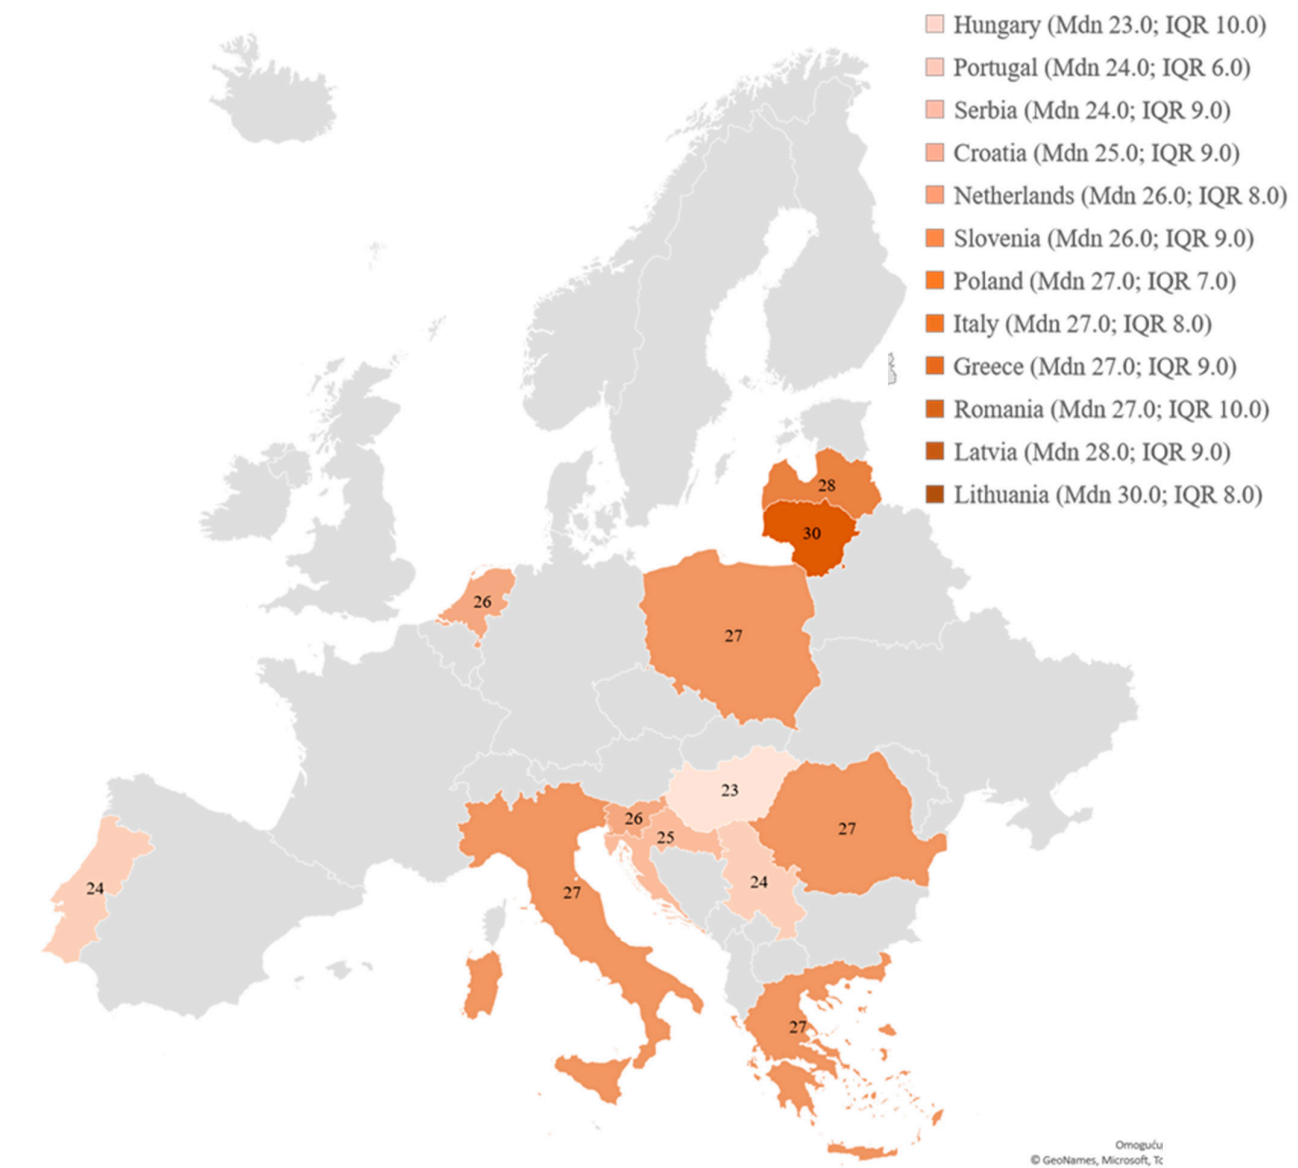 Hungary (Mdn 23.0; IQR 10.0)
Portugal (Mdn 24.0; IQR 6.0)
Serbia (Mdn 24.0; IQR 9.0)
Croatia (Mdn 25.0; IQR 9.0)
Netherlands (Mdn 26.0; IQR 8.0)
Slovenia (Mdn 26.0; IQR 9.0)
Poland (Mdn 27.0; IQR 7.0)
Italy (Mdn 27.0; IQR 8.0)
Greece (Mdn 27.0; IQR 9.0)
Romania (Mdn 27.0; IQR 10.0)
Latvia (Mdn 28.0; IQR 9.0)
Lithuania (Mdn 30.0; IQR 8.0)
28
30
26
27
23
26
25
27
24
24
27
27
Omoguću
© GeoNames, Microsoft, Tc